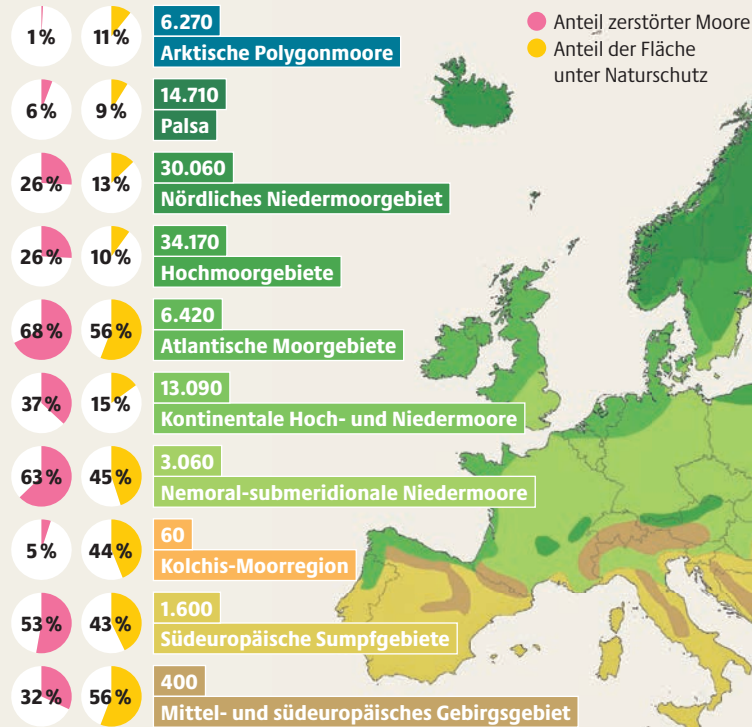 Anteil zerstörter Moore
Anteil der Fläche
unter Naturschutz
1 %
11 %
6.270
Arktische Polygonmoore
6 %
9 %
14.710
Palsa
26 %
13 %
30.060
Nördliches Niedermoorgebiet
26 %
10 %
34.170
Hochmoorgebiete
68 %
56 %
6.420
Atlantische Moorgebiete
37 %
15 %
13.090
Kontinentale Hoch- und Niedermoore
63 %
45 %
3.060
Nemoral-submeridionale Niedermoore
5 %
44 %
60
Kolchis-Moorregion
53 %
43 %
1.600
Südeuropäische Sumpfgebiete
32 %
56 %
400
Mittel- und südeuropäisches Gebirgsgebiet